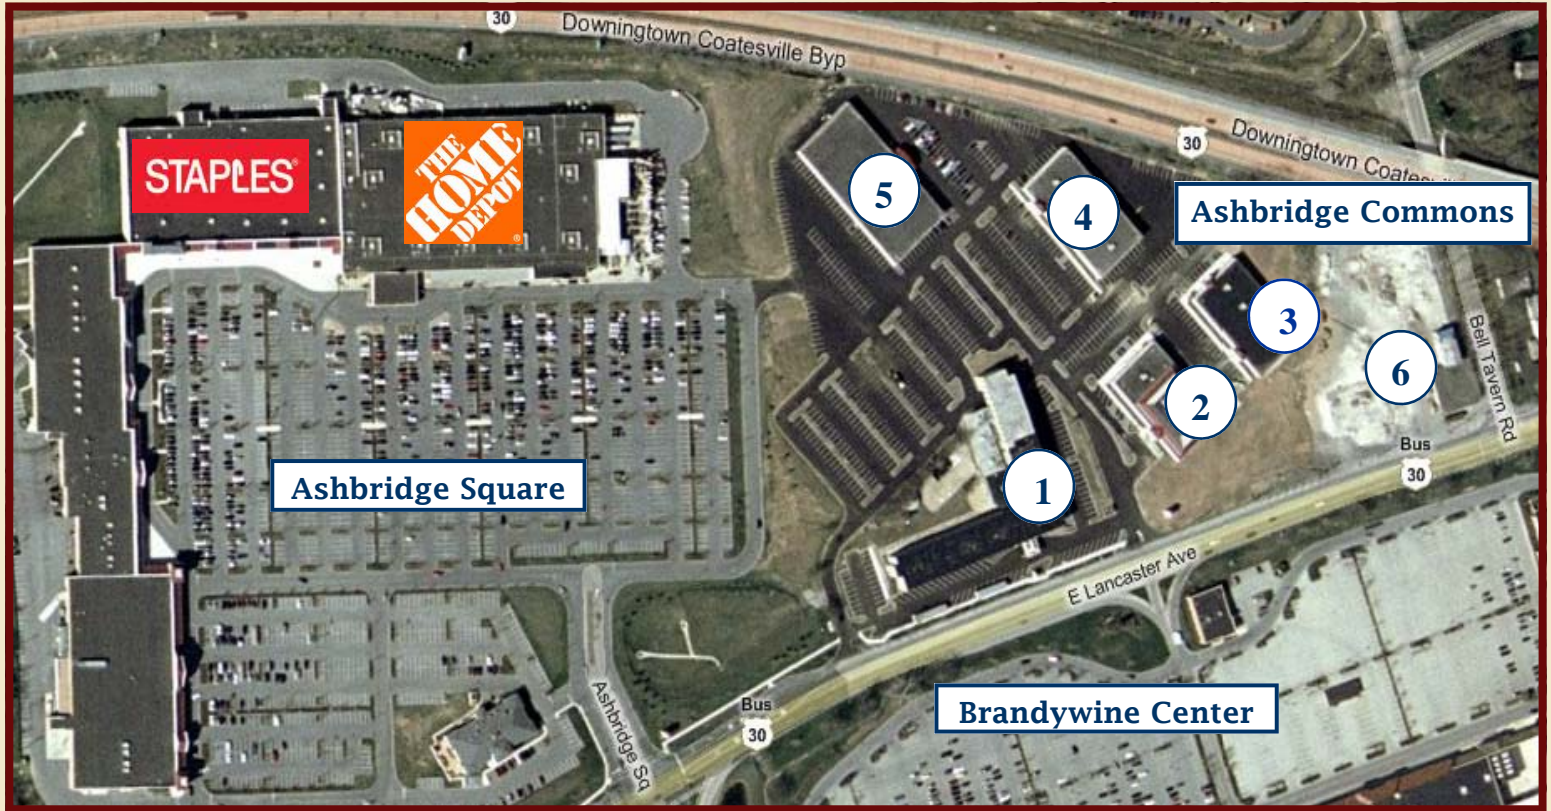 30
Downingtown Coatesville Byp
30
Downingtown Coatesvi
STAPLES®
THE
HOME
DEPOT®
5
4
Ashbridge Commons
3
6
2
Bell Tavern Rd
Bus
30
Ashbridge Square
1
E Lancaster Ave
Ashbridge Sq
Bus
30
Brandywine Center